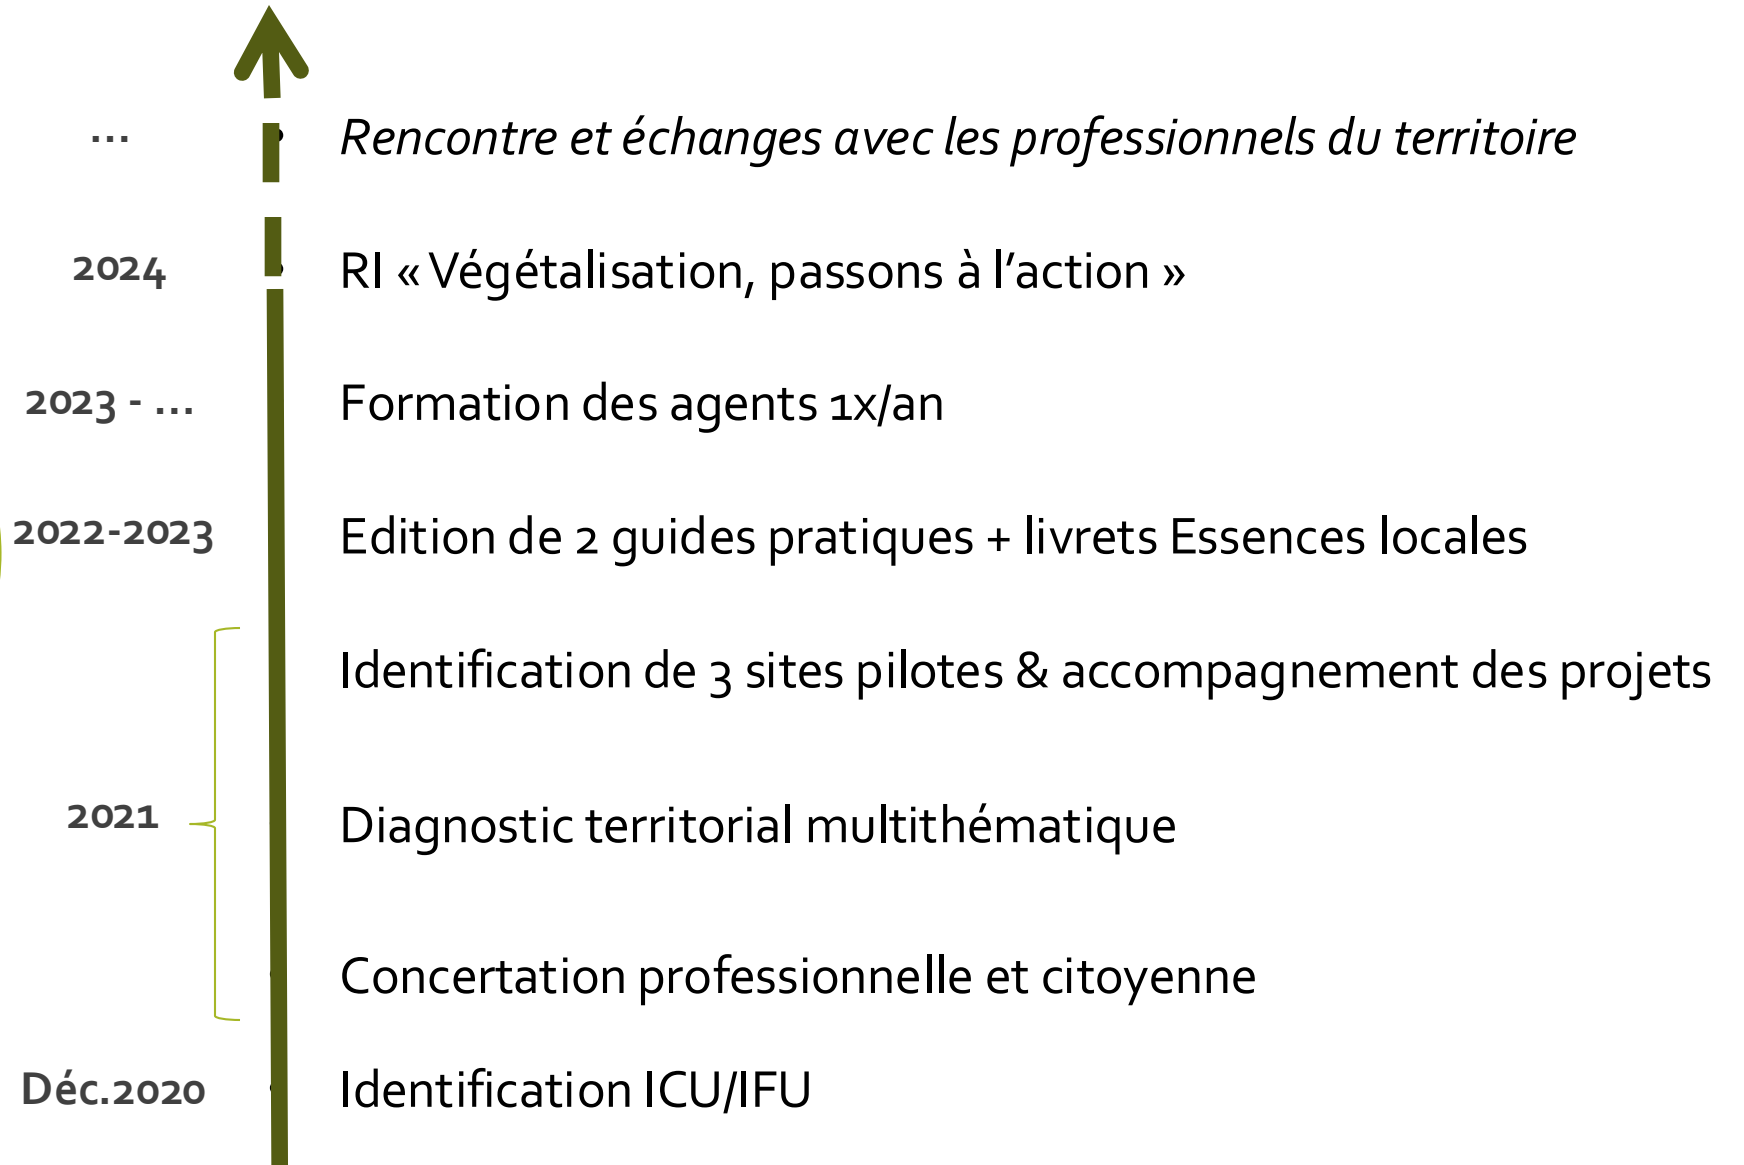 ... Rencontre et échanges avec les professionnels du territoire
2024 RI « Végétalisation, passons à l’action »
2023 - ... Formation des agents 1x/an
2022-2023 Edition de 2 guides pratiques + livrets Essences locales
Identification de 3 sites pilotes & accompagnement des projets
2021 Diagnostic territorial multithématique
Concertation professionnelle et citoyenne
Déc.2020 Identification ICU/IFU